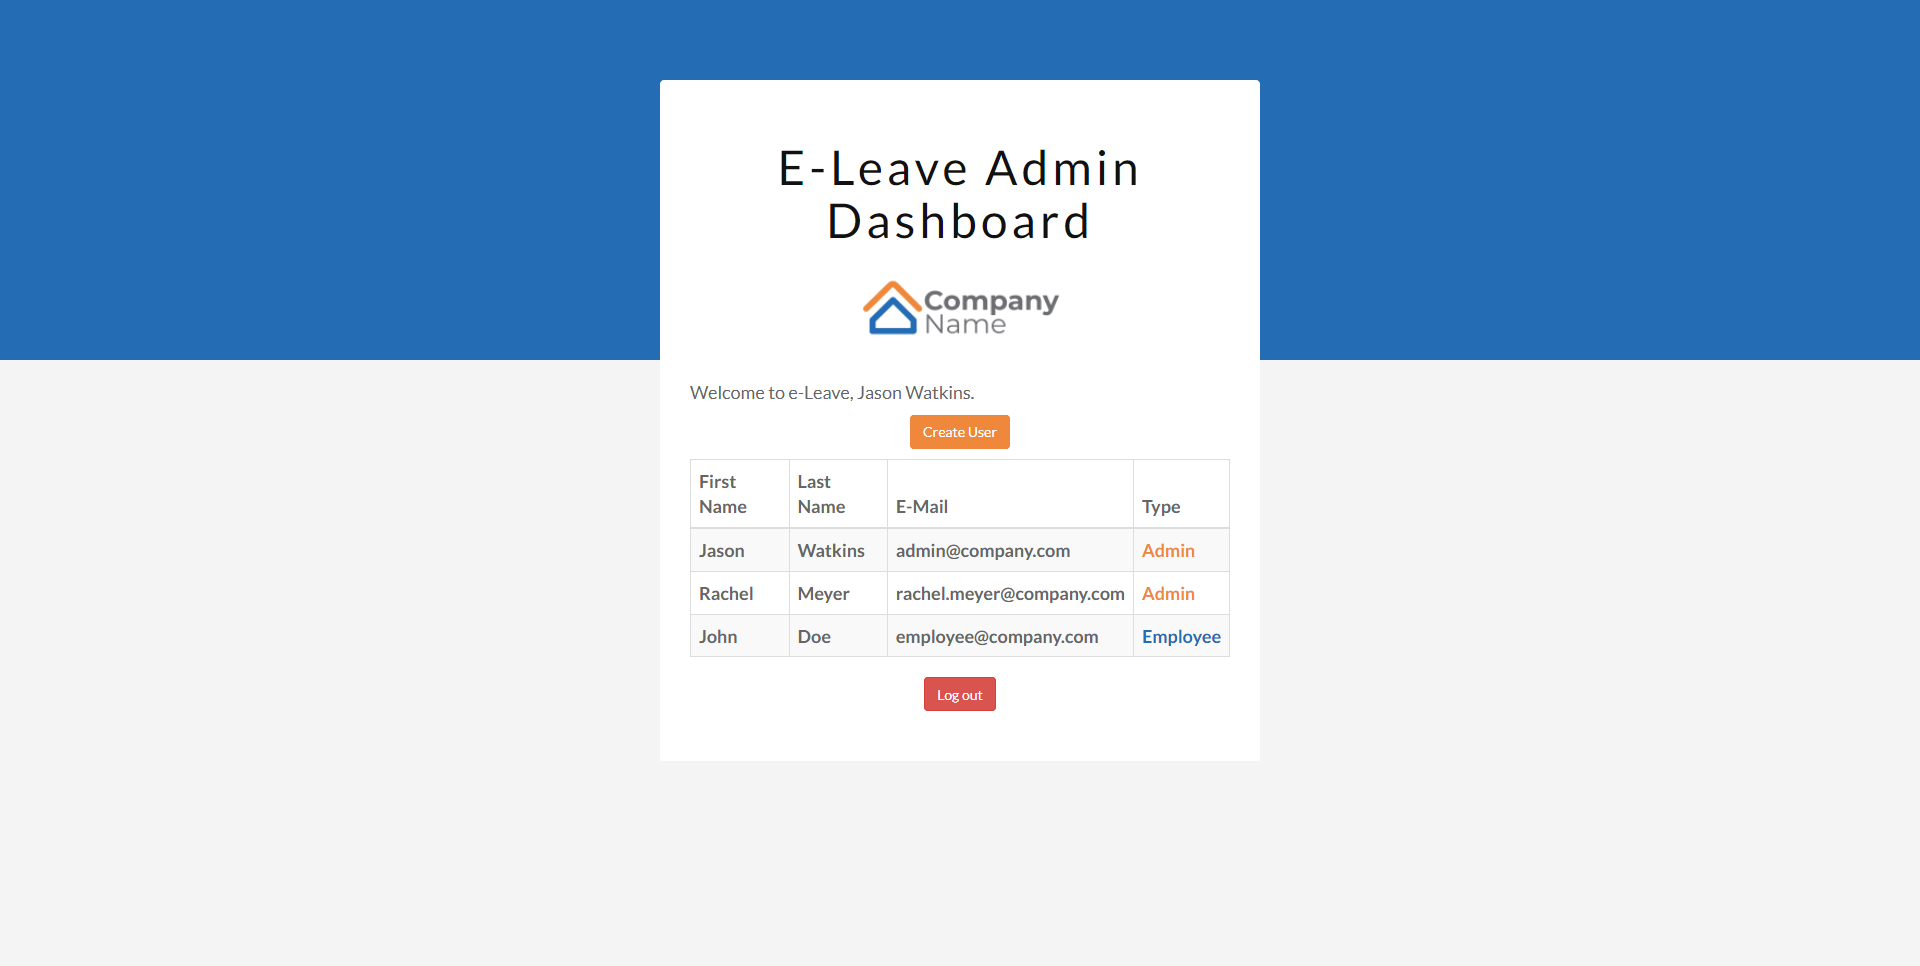 E-Leave Admin
Dashboard
Company
Name
Welcome to e-Leave, Jason Watkins.
Create User
First Name Last Name E-Mail Type
Jason Watkins admin@company.com Admin
Rachel Meyer rachel.meyer@company.com Admin
John Doe employee@company.com Employee
Log out